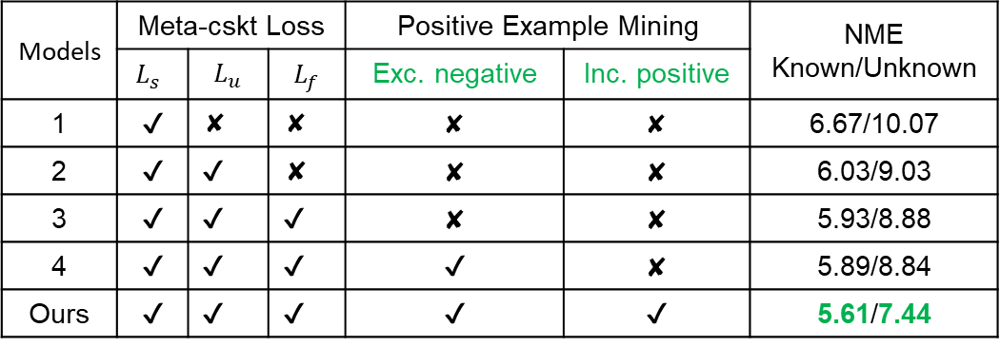 Models Meta-cskt Loss Positive Example Mining NME Known/Unknown
L_s L_u L_f Exc. negative Inc. positive
1 ✓ ✘ ✘ ✘ ✘ 6.67/10.07
2 ✓ ✓ ✘ ✘ ✘ 6.03/9.03
3 ✓ ✓ ✓ ✘ ✘ 5.93/8.88
4 ✓ ✓ ✓ ✓ ✘ 5.89/8.84
Ours ✓ ✓ ✓ ✓ ✓ 5.61/7.44